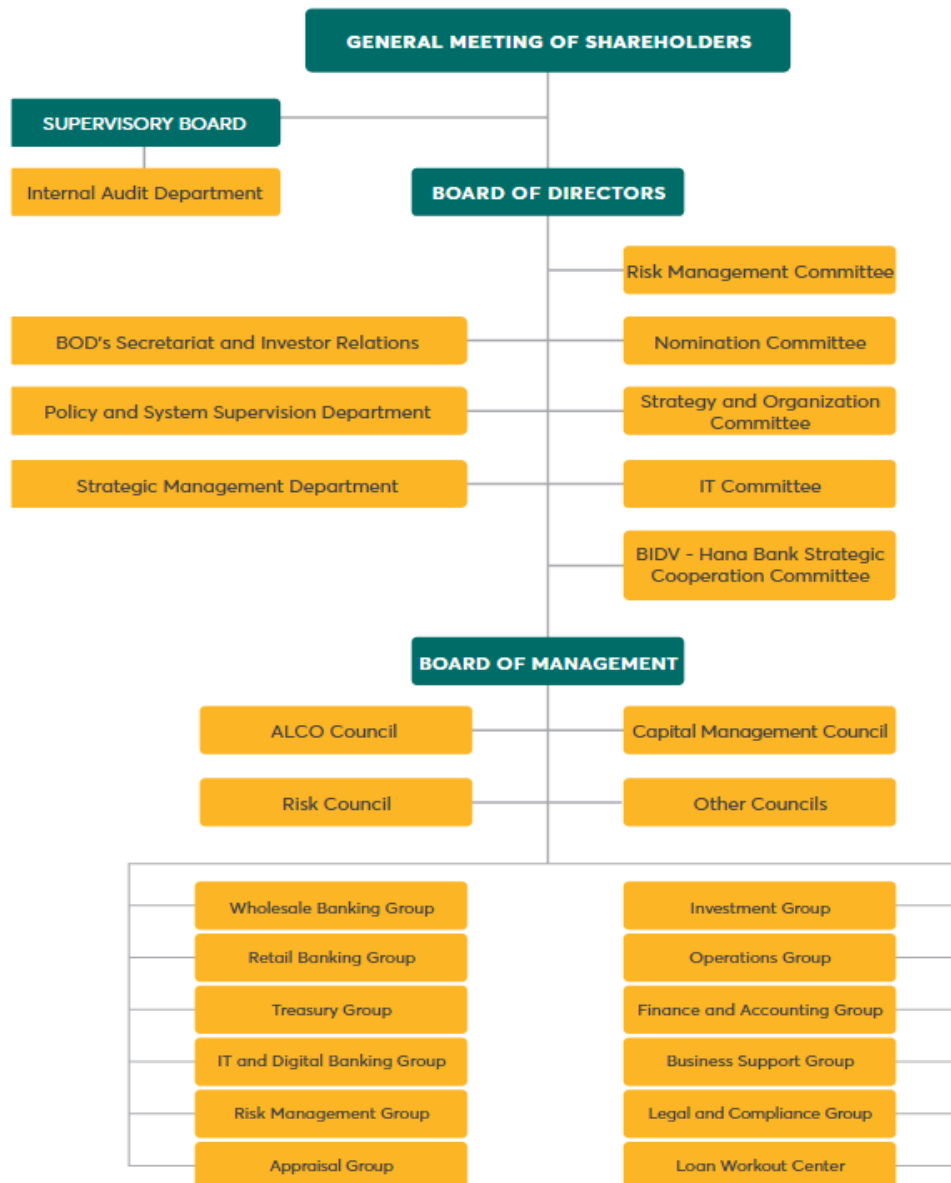 GENERAL MEETING OF SHAREHOLDERS
SUPERVISORY BOARD
Internal Audit Department
BOARD OF DIRECTORS
Risk Management Committee
BOD's Secretariat and Investor Relations
Nomination Committee
Policy and System Supervision Department
Strategy and Organization
Committee
Strategic Management Department
IT Committee
BIDV - Hana Bank Strategic
Cooperation Committee
BOARD OF MANAGEMENT
ALCO Council
Capital Management Council
Risk Council
Other Councils
Wholesale Banking Group
Investment Group
Retail Banking Group
Operations Group
Treasury Group
Finance and Accounting Group
IT and Digital Banking Group
Business Support Group
Risk Management Group
Legal and Compliance Group
Appraisal Group
Loan Workout Center